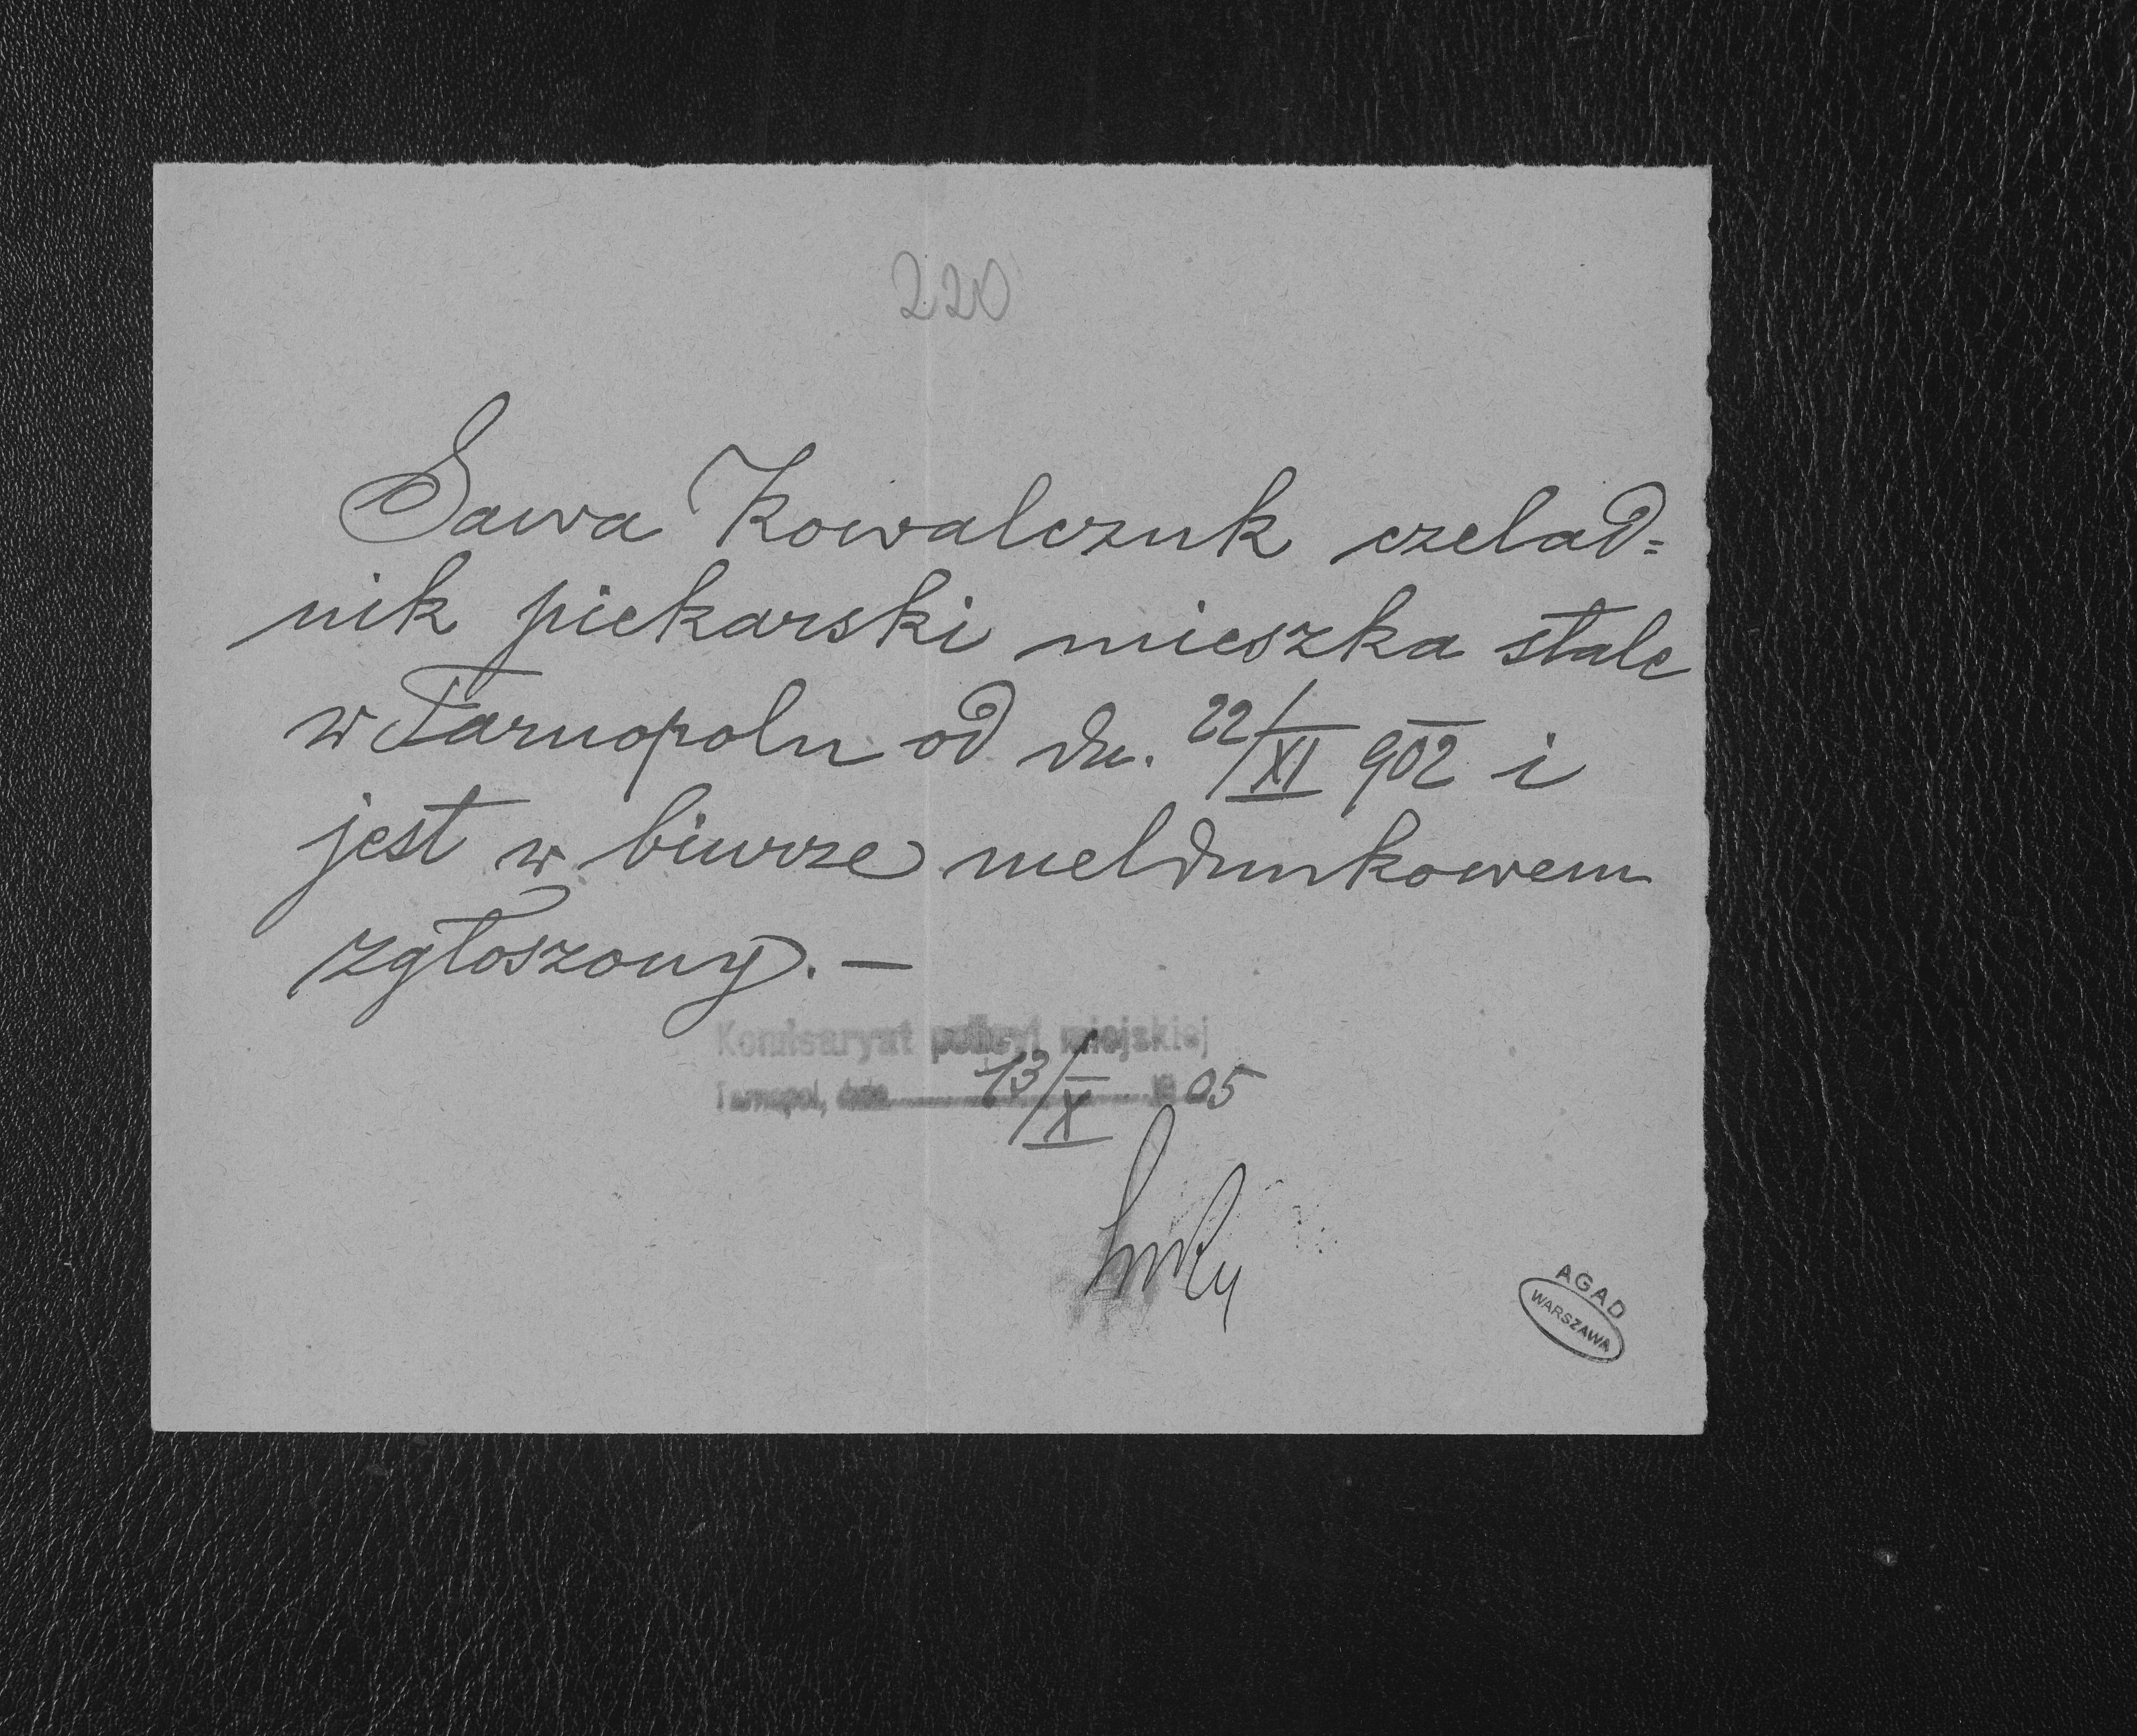 220
Sawa Kowalczuk czelad=
nik piekarski mieszka stale
w Tarnopolu od dn. 22/XI 902 i
jest w biurze meldunkowem
zgłoszony. —
Komisaryat policyi miejskiej
Tarnopol, dnia 13/X 1905
AGAD
WARSZAWA